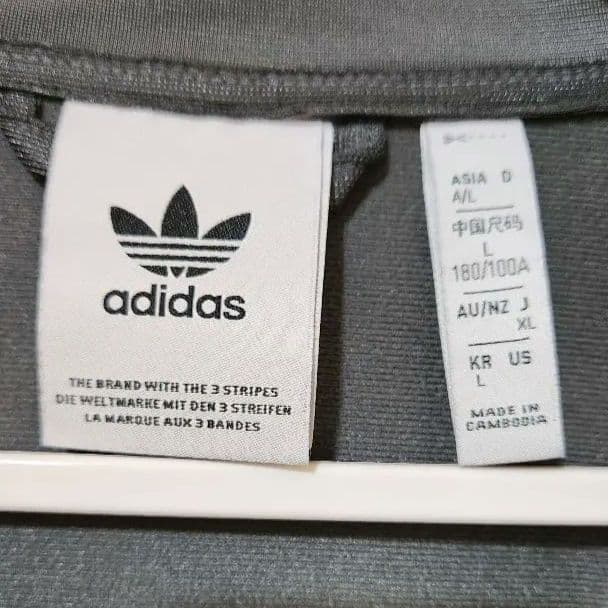 adidas
THE BRAND WITH THE 3 STRIPES
DIE WELTMARKE MIT DEN 3 STREIFEN
LA MARQUE AUX 3 BANDES
ASIA D
A/L
中国尺码
L
180/100A
AU/NZ J
XL
KR US
L
MADE IN
CAMBODIA